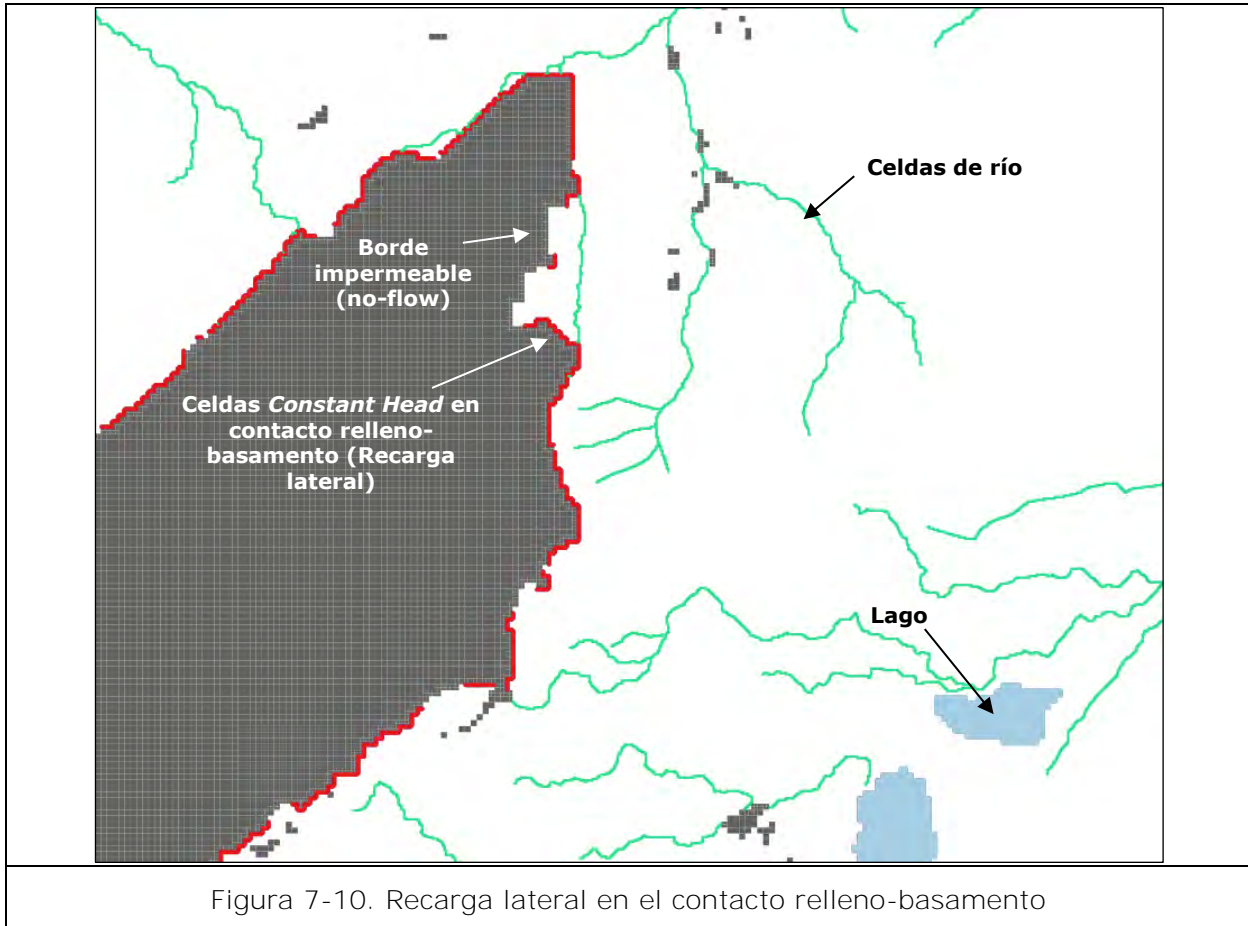 Celdas de río
Borde
impermeable
(no-flow)
Celdas Constant Head en
contacto relleno-
basamento (Recarga
lateral)
Lago
Figura 7-10. Recarga lateral en el contacto relleno-basamento